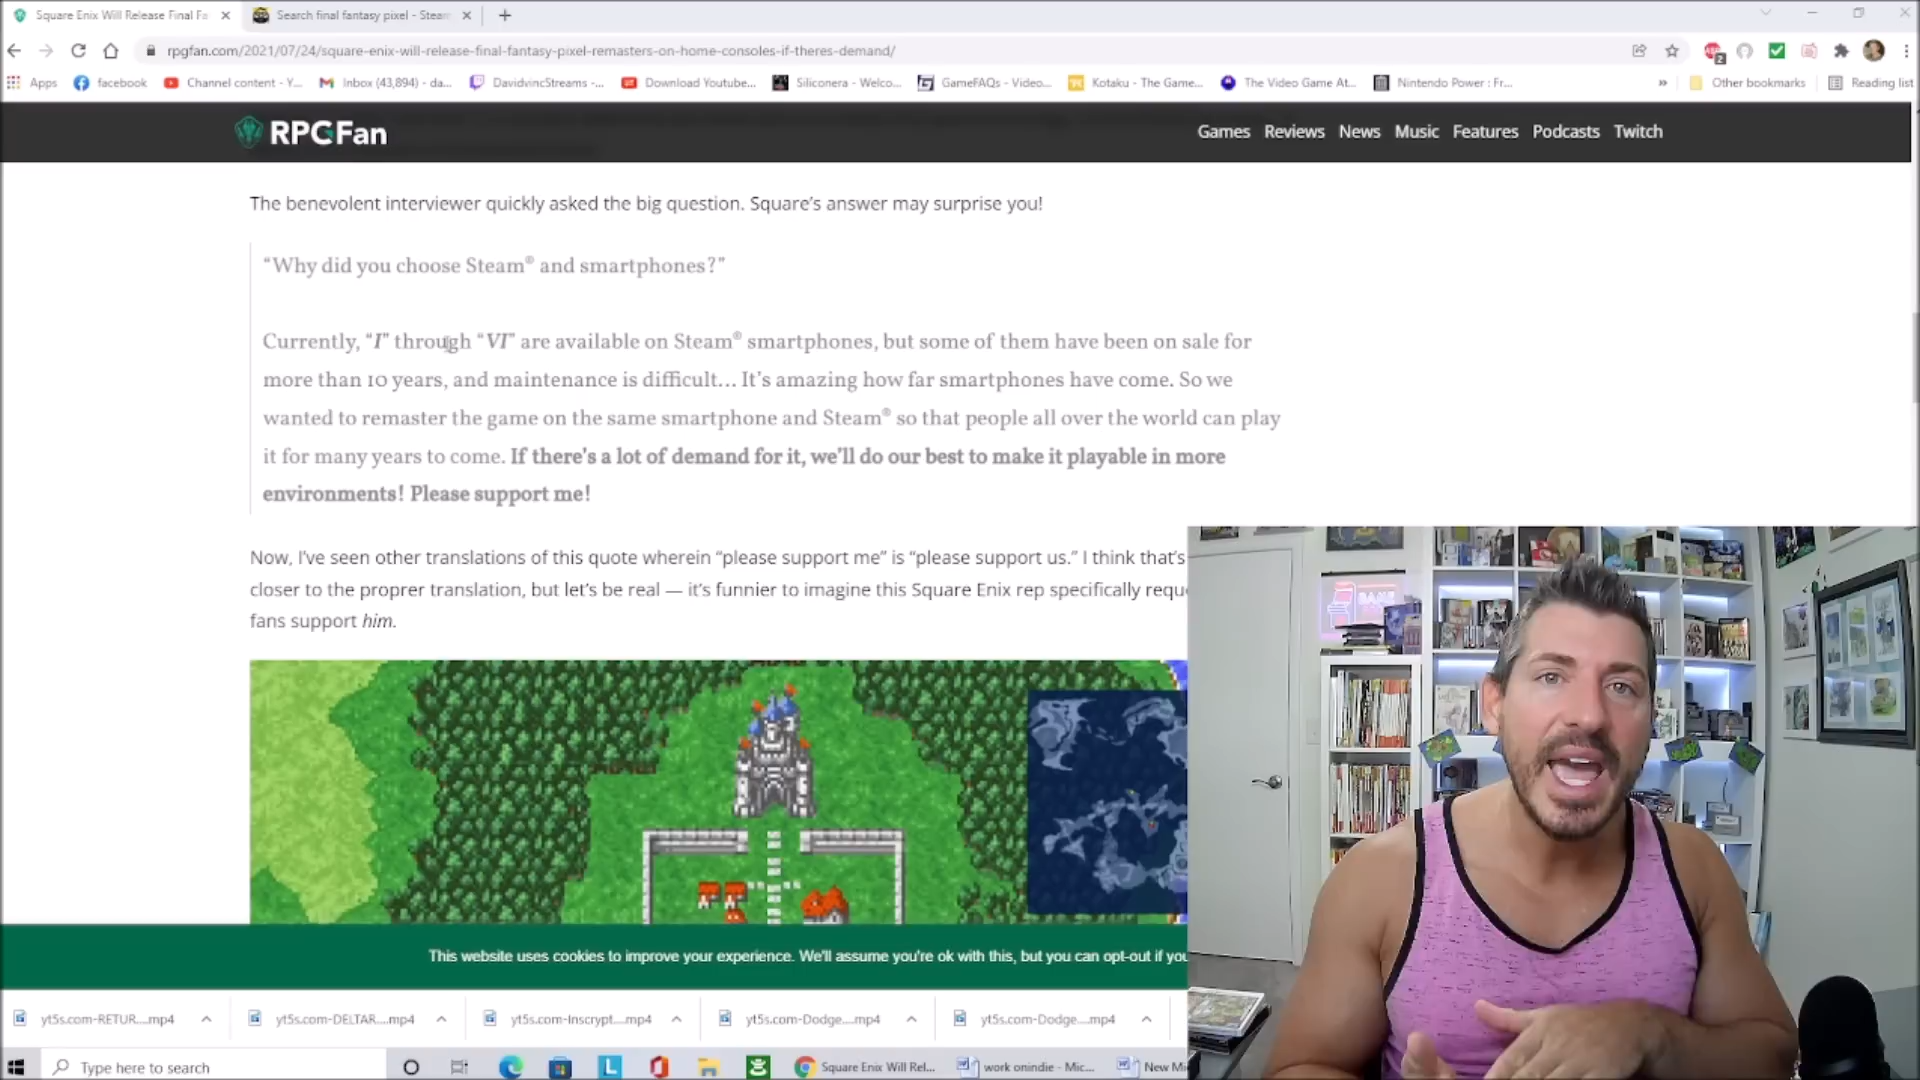 Square Enix Will Release Final Fa
Search final fantasy pixel - Steam
rpgfan.com/2021/07/24/square-enix-will-release-final-fantasy-pixel-remasters-on-home-consoles-if-theres-demand/
Apps
facebook
Channel content - Y...
Inbox (43,894) - da...
DavidvincStreams -...
Download Youtube...
Siliconera - Welco...
GameFAQs - Video...
Kotaku - The Game...
The Video Game At...
Nintendo Power : Fr...
»
Other bookmarks
Reading list
RPGFan
Games
Reviews
News
Music
Features
Podcasts
Twitch
The benevolent interviewer quickly asked the big question. Square’s answer may surprise you!
“Why did you choose Steam® and smartphones?”
Currently, “I” through “VI” are available on Steam® smartphones, but some of them have been on sale for
more than 10 years, and maintenance is difficult… It’s amazing how far smartphones have come. So we
wanted to remaster the game on the same smartphone and Steam® so that people all over the world can play
it for many years to come. If there’s a lot of demand for it, we’ll do our best to make it playable in more
environments! Please support me!
Now, I’ve seen other translations of this quote wherein “please support me” is “please support us.” I think that’s
closer to the proprer translation, but let’s be real — it’s funnier to imagine this Square Enix rep specifically requ
fans support him.
This website uses cookies to improve your experience. We'll assume you're ok with this, but you can opt-out if you
yt5s.com-RETUR....mp4
yt5s.com-DELTAR....mp4
yt5s.com-Inscrypt....mp4
yt5s.com-Dodge....mp4
yt5s.com-Dodge....mp4
Type here to search
Square Enix Will Rel...
work onindie - Mic...
New Mi